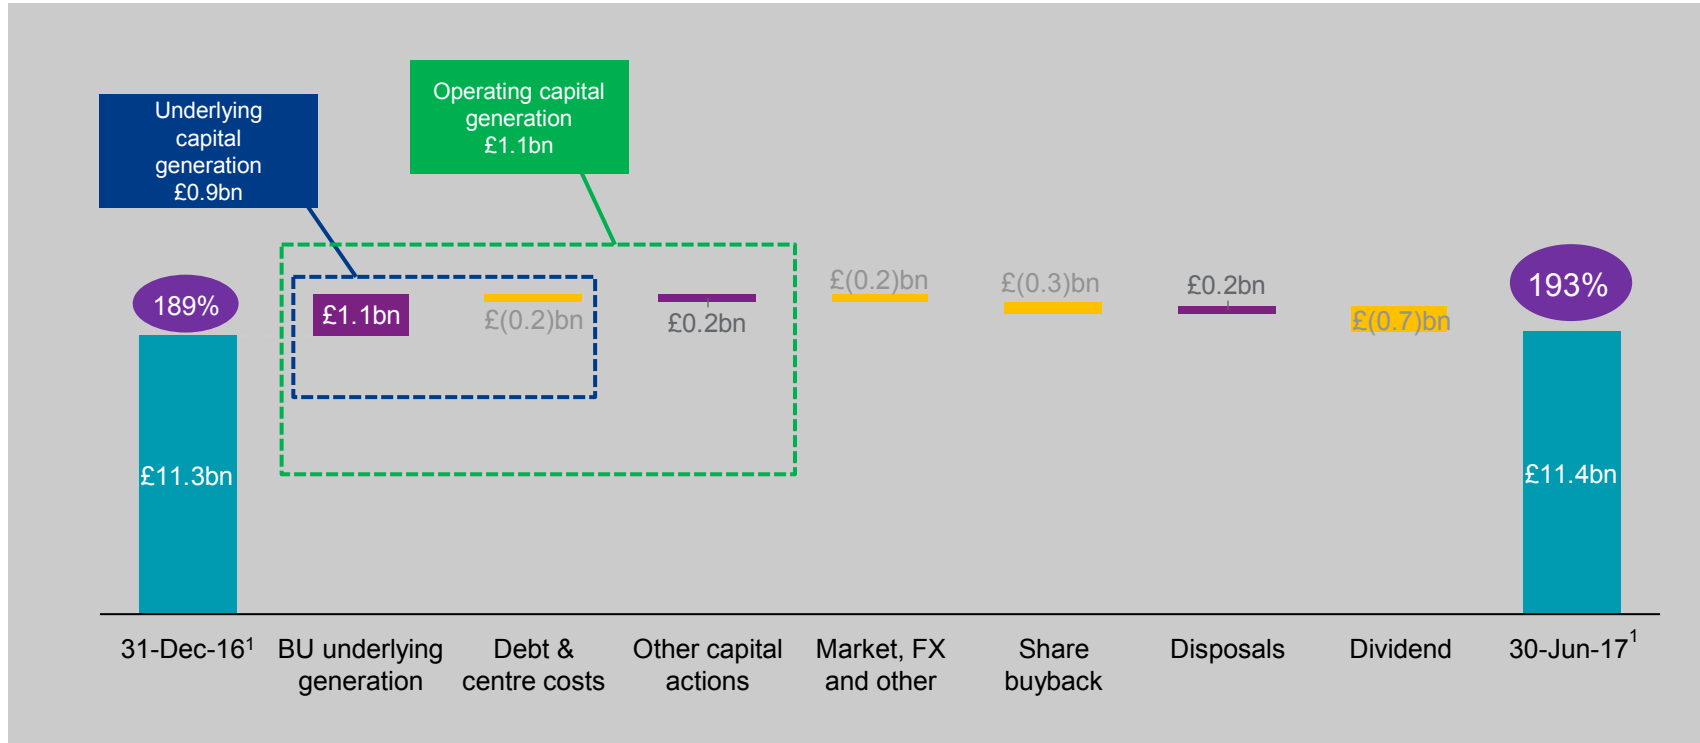 Underlying
capital
generation
£0.9bn
Operating capital
generation
£1.1bn
189%
£1.1bn
£(0.2)bn
£0.2bn
£(0.2)bn
£(0.3)bn
£0.2bn
£(0.7)bn
193%
£11.3bn
£11.4bn
31-Dec-16¹
BU underlying
generation
Debt &
centre costs
Other capital
actions
Market, FX
and other
Share
buyback
Disposals
Dividend
30-Jun-17¹